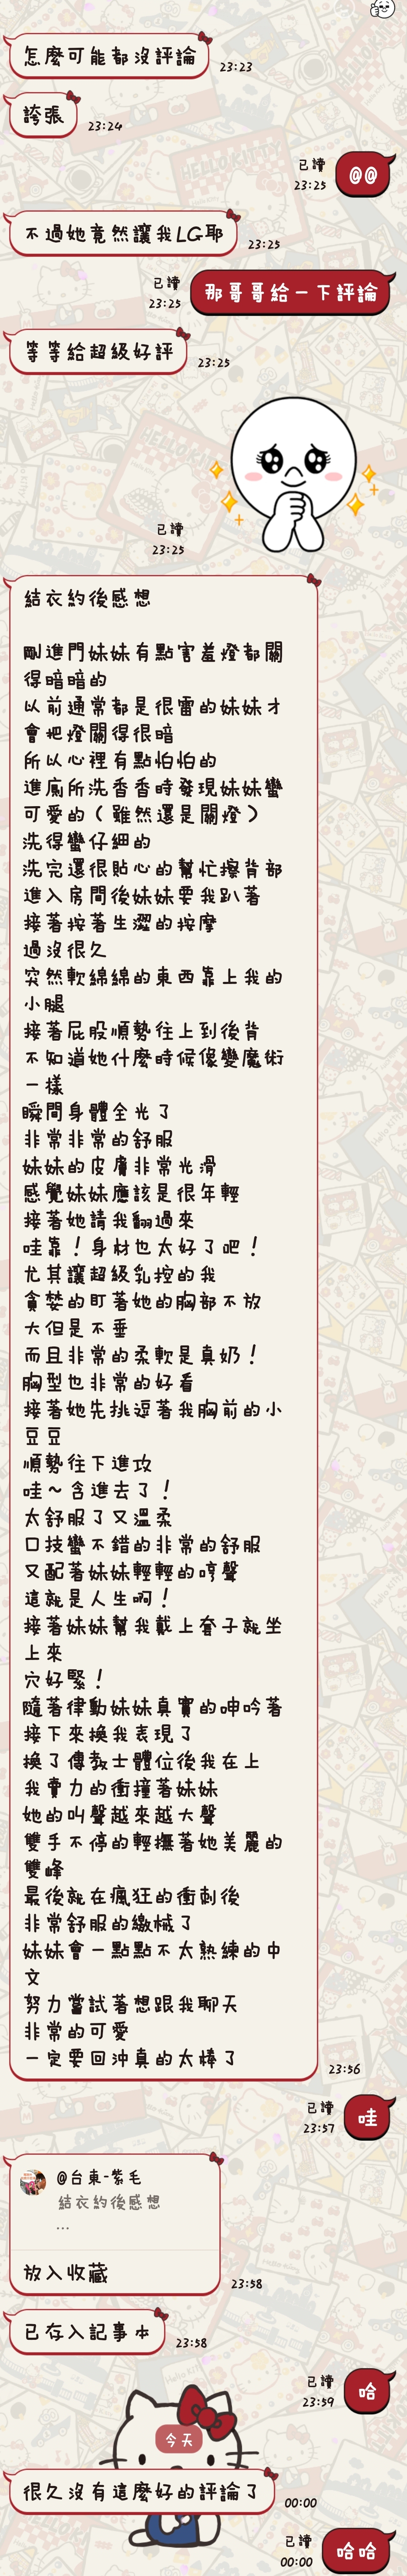 怎麼可能都沒評論
23:23
誇張
23:24
已讀
23:25
@@
不過她竟然讓我LG耶
23:25
已讀
23:25
那哥哥給一下評論
等等給超級好評
23:25
已讀
23:25
結衣約後感想
剛進門妹妹有點害羞燈都關
得暗暗的
以前通常都是很雷的妹妹才
會把燈關得很暗
所以心裡有點怕怕的
進廁所洗香香時發現妹妹蠻
可愛的（雖然還是關燈）
洗得蠻仔細的
洗完還很貼心的幫忙擦背部
進入房間後妹妹要我趴著
接著按著生澀的按摩
過沒很久
突然軟綿綿的東西靠上我的
小腿
接著屁股順勢往上到後背
不知道她什麼時候像變魔術
一樣
瞬間身體全光了
非常非常的舒服
妹妹的皮膚非常光滑
感覺妹妹應該是很年輕
接著她請我翻過來
哇靠！身材也太好了吧！
尤其讓超級乳控的我
貪婪的盯著她的胸部不放
大但是不垂
而且非常的柔軟是真奶！
胸型也非常的好看
接著她先挑逗著我胸前的小
豆豆
順勢往下進攻
哇～含進去了！
太舒服了又溫柔
口技蠻不錯的非常的舒服
又配著妹妹輕輕的哼聲
這就是人生啊！
接著妹妹幫我戴上套子就坐
上來
穴好緊！
隨著律動妹妹真實的呻吟著
接下來換我表現了
換了傳教士體位後我在上
我賣力的衝撞著妹妹
她的叫聲越來越大聲
雙手不停的輕撫著她美麗的
雙峰
最後就在瘋狂的衝刺後
非常舒服的繳械了
妹妹會一點點不太熟練的中
文
努力嘗試著想跟我聊天
非常的可愛
一定要回沖真的太棒了
23:56
已讀
23:57
哇
@台東-紫毛
結衣約後感想
...
放入收藏
23:58
已存入記事本
23:58
已讀
23:59
哈
今天
很久沒有這麼好的評論了
00:00
已讀
00:00
哈哈